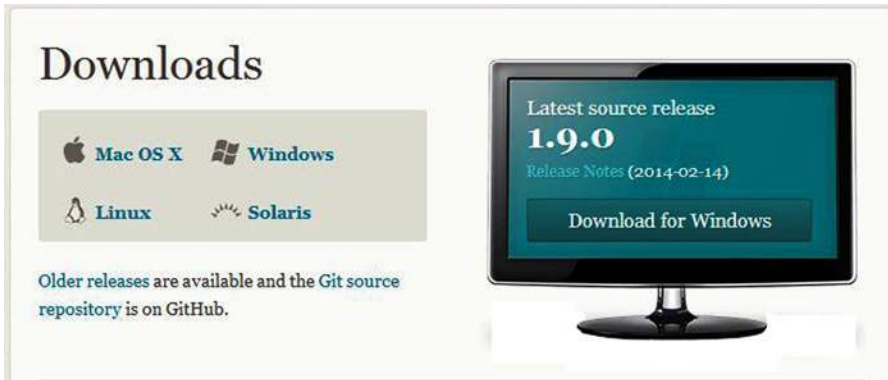 Downloads
Mac OS X
Windows
Linux
Solaris
Older releases are available and the Git source
repository is on GitHub.
Latest source release
1.9.0
Release Notes (2014-02-14)
Download for Windows